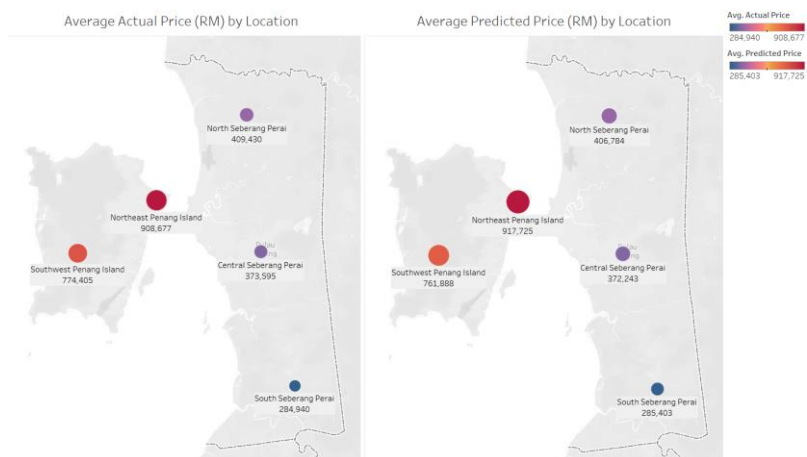 Average Actual Price (RM) by Location
North Seberang Perai
409,430
Northeast Penang Island
908,677
Southwest Penang Island
774,405
Central Seberang Perai
373,595
South Seberang Perai
284,940
Average Predicted Price (RM) by Location
North Seberang Perai
406,784
Northeast Penang Island
917,725
Southwest Penang Island
761,888
Central Seberang Perai
372,243
South Seberang Perai
285,403
Avg. Actual Price
284,940 908,677
Avg. Predicted Price
285,403 917,725